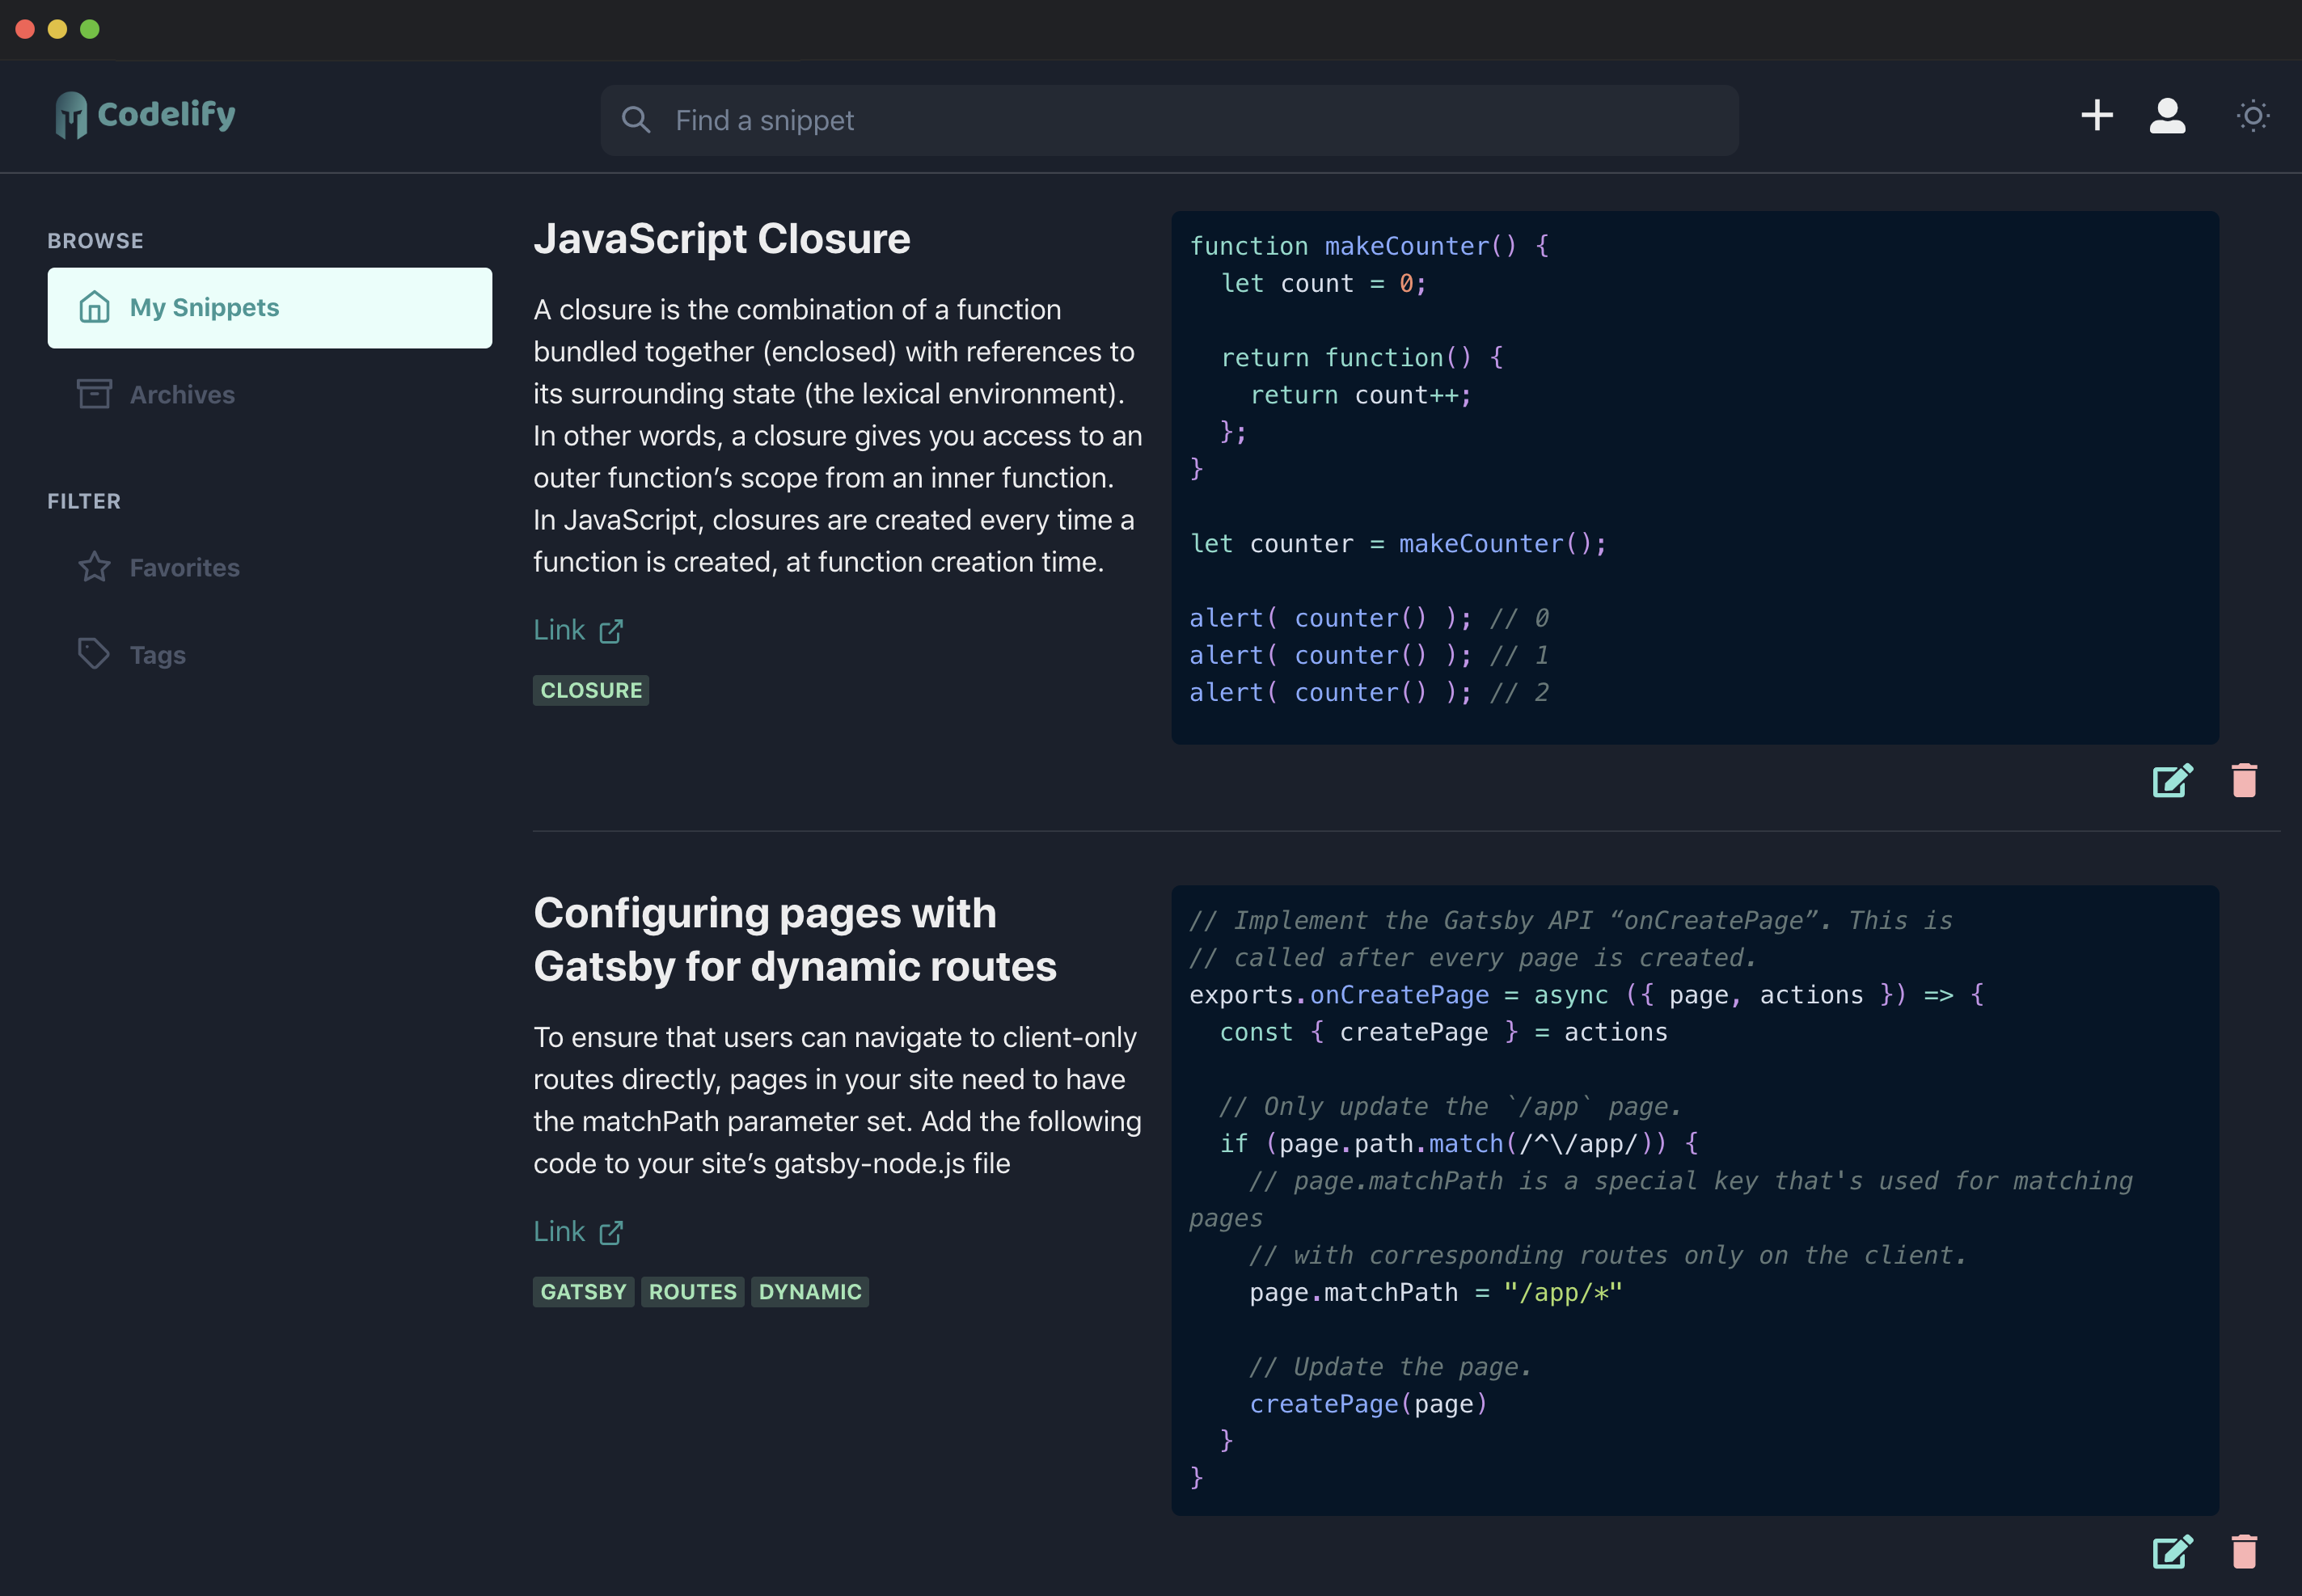 Codelify
Find a snippet
BROWSE
My Snippets
Archives
FILTER
Favorites
Tags
JavaScript Closure
A closure is the combination of a function
bundled together (enclosed) with references to
its surrounding state (the lexical environment).
In other words, a closure gives you access to an
outer function’s scope from an inner function.
In JavaScript, closures are created every time a
function is created, at function creation time.
Link
CLOSURE
function makeCounter() {
  let count = 0;

  return function() {
    return count++;
  };
}

let counter = makeCounter();

alert( counter() ); // 0
alert( counter() ); // 1
alert( counter() ); // 2
Configuring pages with
Gatsby for dynamic routes
To ensure that users can navigate to client-only
routes directly, pages in your site need to have
the matchPath parameter set. Add the following
code to your site’s gatsby-node.js file
Link
GATSBY ROUTES DYNAMIC
// Implement the Gatsby API “onCreatePage”. This is
// called after every page is created.
exports.onCreatePage = async ({ page, actions }) => {
  const { createPage } = actions

  // Only update the `/app` page.
  if (page.path.match(/^\/app/)) {
    // page.matchPath is a special key that's used for matching
pages
    // with corresponding routes only on the client.
    page.matchPath = "/app/*"

    // Update the page.
    createPage(page)
  }
}